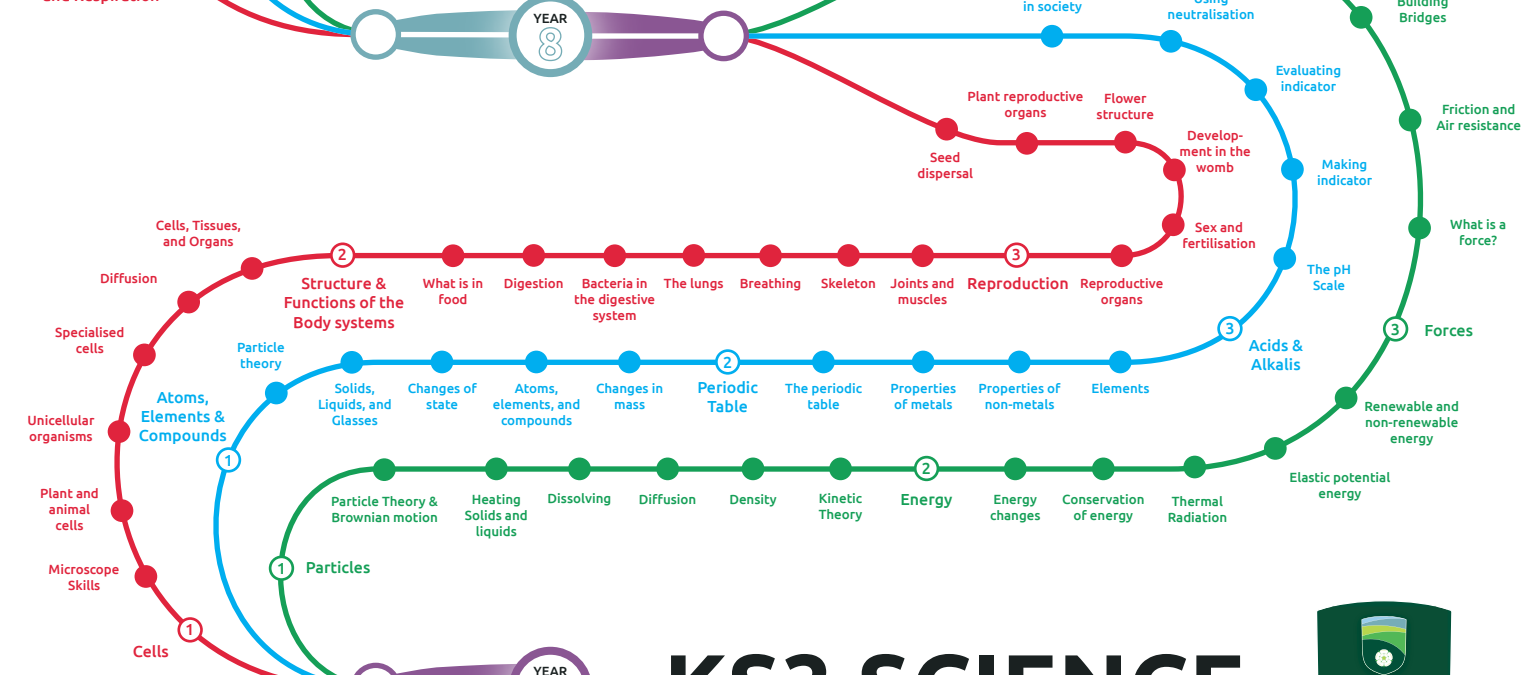 and Respiration
YEAR
8
in society
Using
neutralisation
Building
Bridges
Evaluating
indicator
Friction and
Air resistance
Plant reproductive
organs
Flower
structure
Seed
dispersal
Develop-
ment in the
womb
Making
indicator
Sex and
fertilisation
What is a
force?
Cells, Tissues,
and Organs
Diffusion
2
Structure &
Functions of the
Body systems
What is in
food
Digestion
Bacteria in
the digestive
system
The lungs
Breathing
Skeleton
Joints and
muscles
3
Reproduction
Reproductive
organs
The pH
Scale
3
Acids &
Alkalis
3
Forces
Specialised
cells
Particle
theory
Solids,
Liquids, and
Glasses
Changes of
state
Atoms,
elements, and
compounds
Changes in
mass
2
Periodic
Table
The periodic
table
Properties
of metals
Properties of
non-metals
Elements
Renewable and
non-renewable
energy
Unicellular
organisms
Atoms,
Elements &
Compounds
1
Particle Theory &
Brownian motion
Heating
Solids and
liquids
Dissolving
Diffusion
Density
Kinetic
Theory
2
Energy
Energy
changes
Conservation
of energy
Thermal
Radiation
Elastic potential
energy
Plant and
animal
cells
1
Particles
Microscope
Skills
1
Cells
YEAR
KS3 SCIENCE